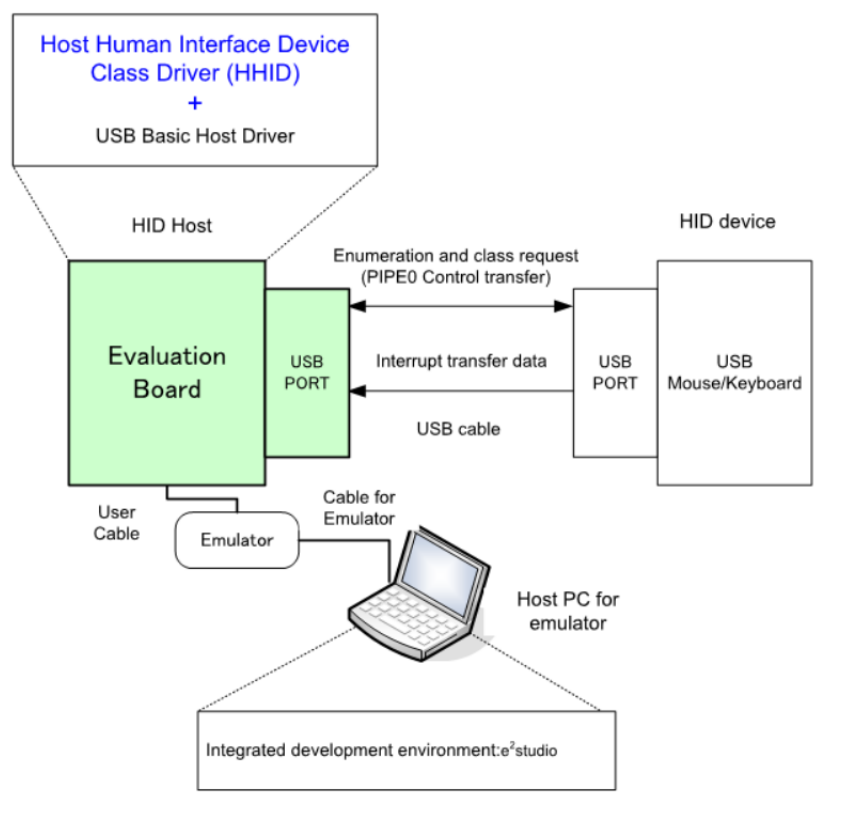 Host Human Interface Device
Class Driver (HHID)
+
USB Basic Host Driver
HID Host
HID device
Enumeration and class request
(PIPE0 Control transfer)
Evaluation
Board
USB
PORT
Interrupt transfer data
USB
PORT
USB
Mouse/Keyboard
USB cable
User
Cable
Emulator
Cable for
Emulator
Host PC for
emulator
Integrated development environment:e²studio